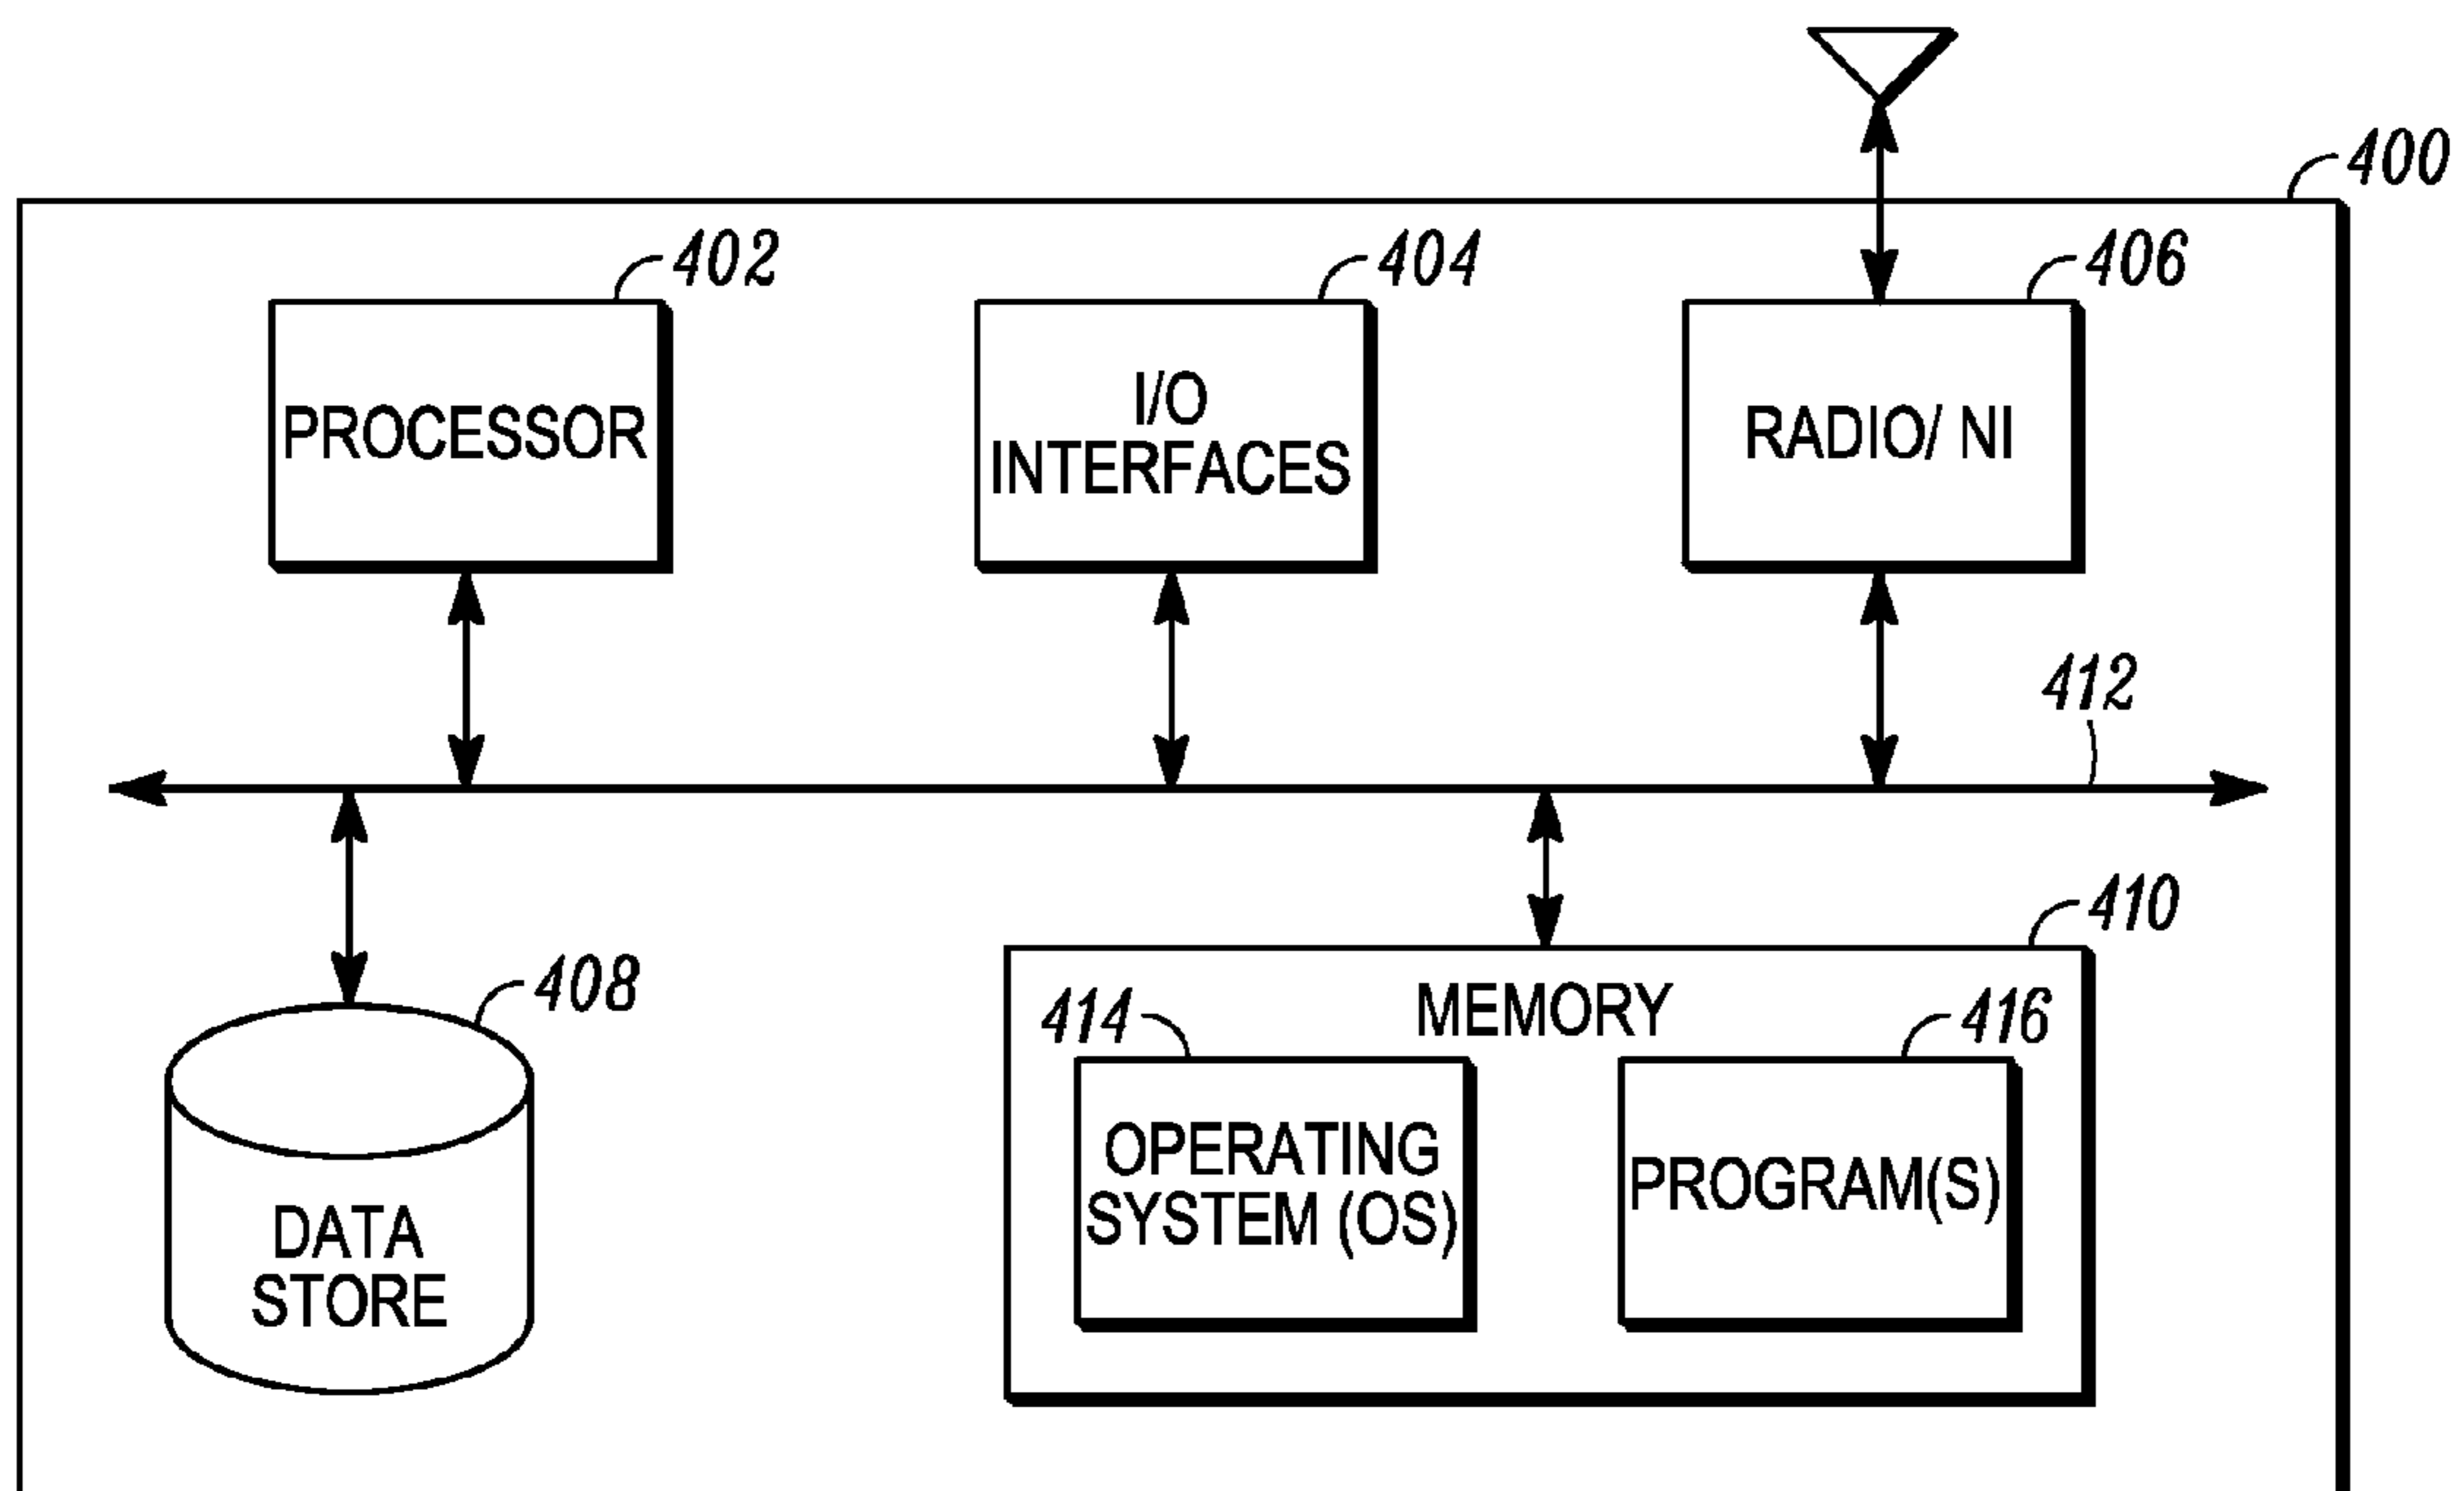 400
402
404
406
PROCESSOR
I/O
INTERFACES
RADIO/ NI
412
410
408
MEMORY
414
416
OPERATING
SYSTEM (OS)
PROGRAM(S)
DATA
STORE